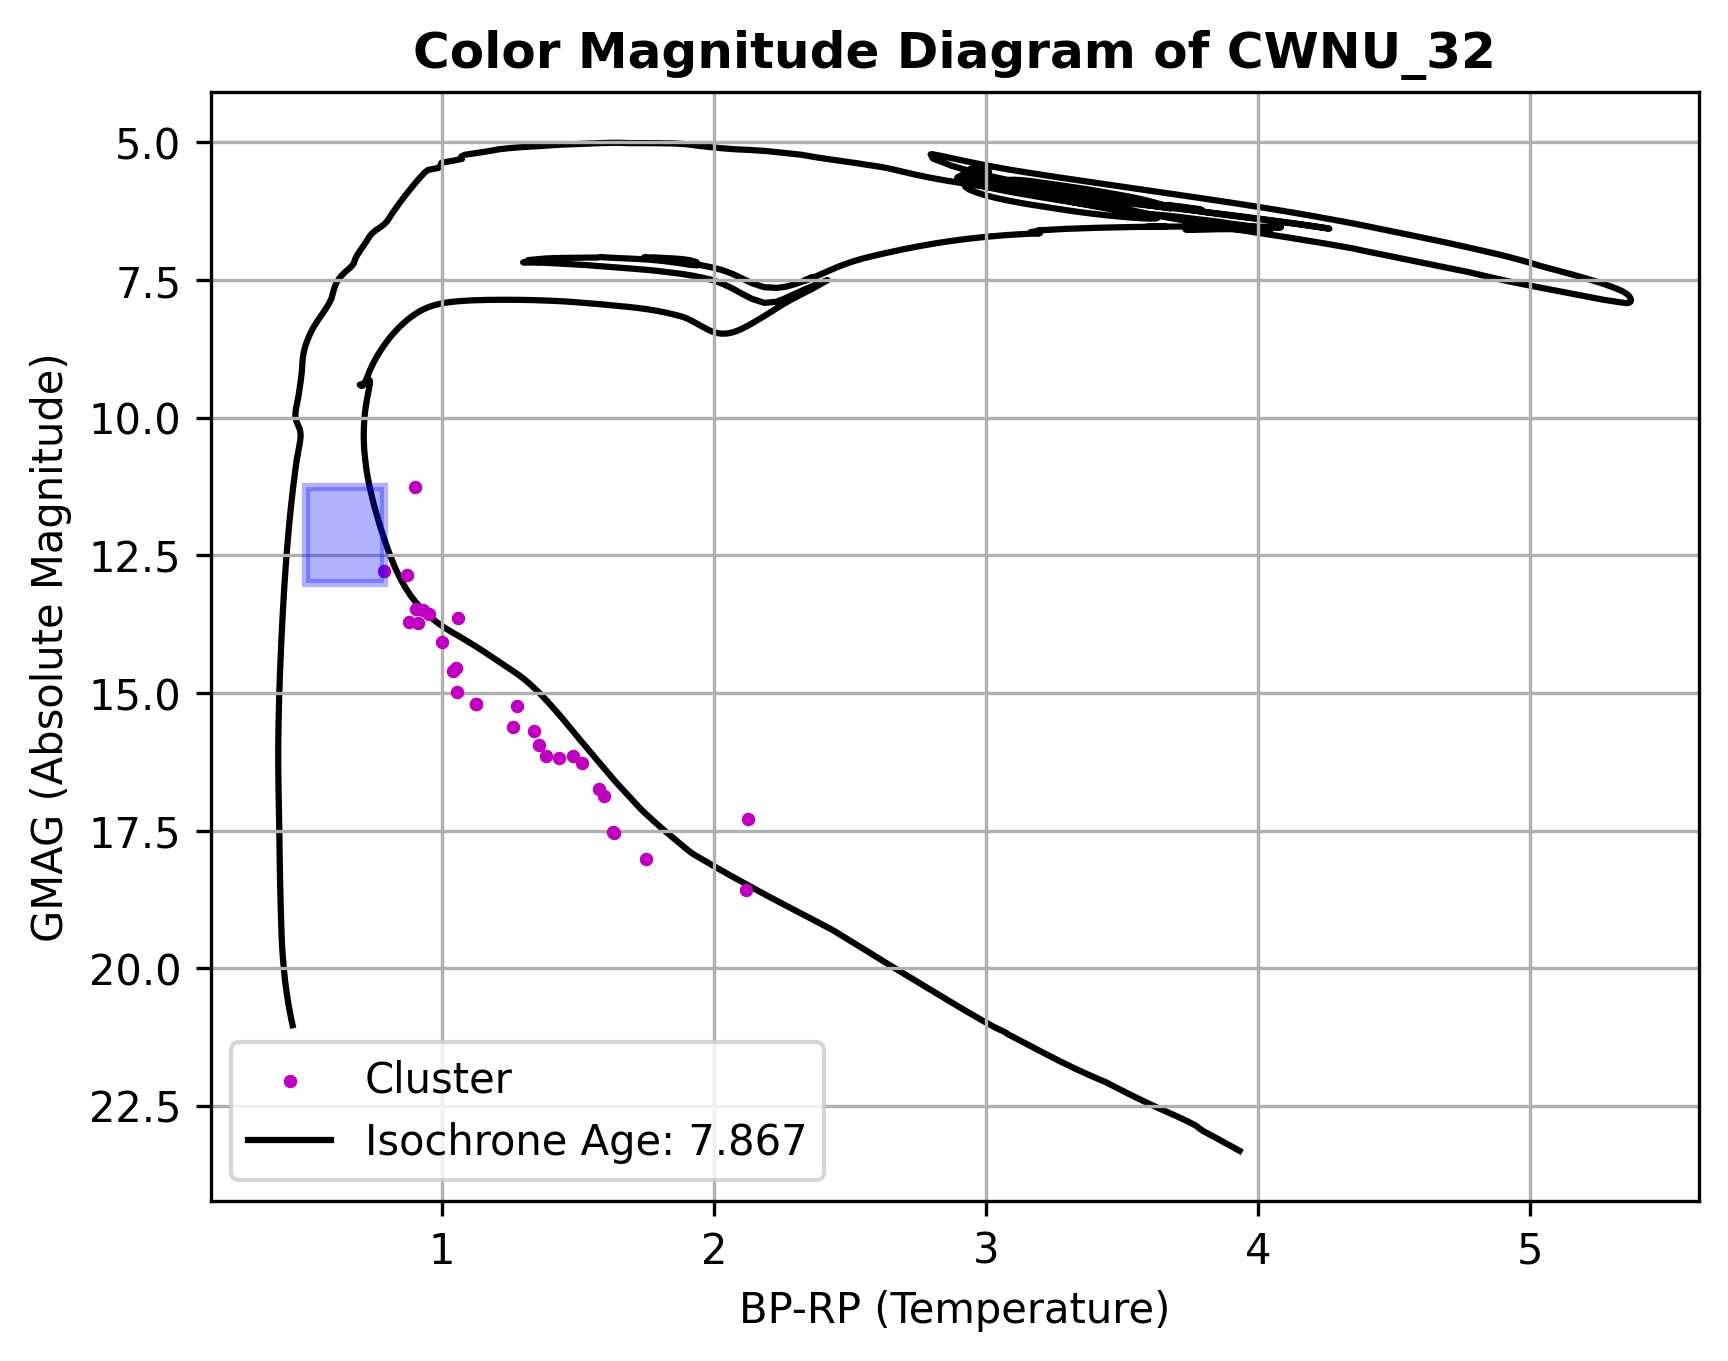 Color Magnitude Diagram of CWNU_32
GMAG (Absolute Magnitude)
5.0
7.5
10.0
12.5
15.0
17.5
20.0
22.5
Cluster
Isochrone Age: 7.867
1 2 3 4 5
BP-RP (Temperature)